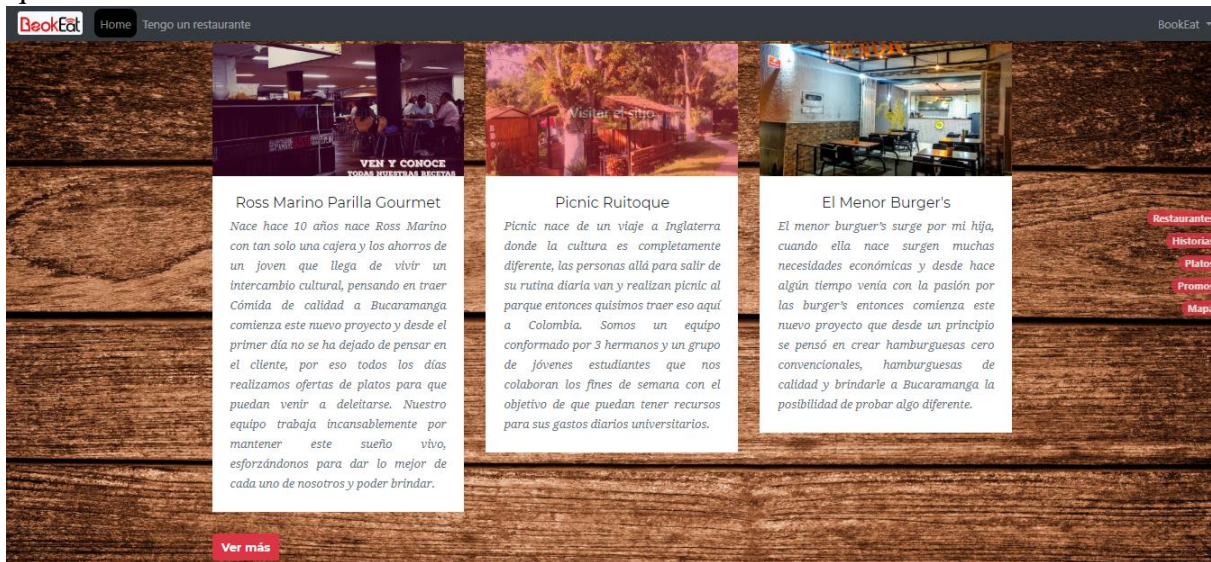 BookEat Home Tengo un restaurante BookEat
VEN Y CONOCE
TODAS NUESTRAS RECETAS
Visitar el sitio
Ross Marino Parilla Gourmet
Nace hace 10 años nace Ross Marino
con tan solo una cajera y los ahorros de
un joven que llega de vivir un
intercambio cultural, pensando en traer
Cómida de calidad a Bucaramanga
comienza este nuevo proyecto y desde el
primer día no se ha dejado de pensar en
el cliente, por eso todos los días
realizamos ofertas de platos para que
puedan venir a deleitarse. Nuestro
equipo trabaja incansablemente por
mantener este sueño vivo,
esforzándonos para dar lo mejor de
cada uno de nosotros y poder brindar.
Picnic Ruitoque
Picnic nace de un viaje a Inglaterra
donde la cultura es completamente
diferente, las personas allá para salir de
su rutina diaria van y realizan picnic al
parque entonces quisimos traer eso aquí
a Colombia. Somos un equipo
conformado por 3 hermanos y un grupo
de jóvenes estudiantes que nos
colaboran los fines de semana con el
objetivo de que puedan tener recursos
para sus gastos diarios universitarios.
El Menor Burger's
El menor burguer's surge por mi hija,
cuando ella nace surgen muchas
necesidades económicas y desde hace
algún tiempo venía con la pasión por
las burger's entonces comienza este
nuevo proyecto que desde un principio
se pensó en crear hamburguesas cero
convencionales, hamburguesas de
calidad y brindarle a Bucaramanga la
posibilidad de probar algo diferente.
Restaurantes
Historias
Platos
Promos
Mapa
Ver más